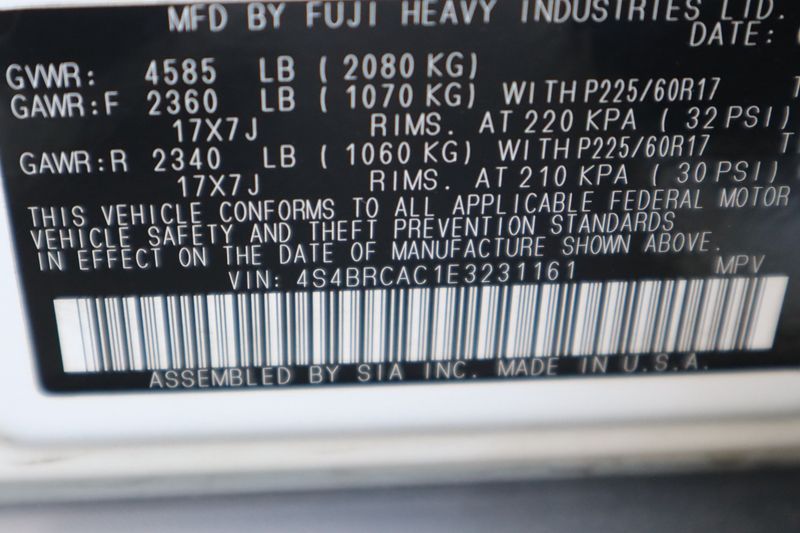 MFD BY FUJI HEAVY INDUSTRIES LTD.
DATE:
GVWR: 4585 LB ( 2080 KG)
GAWR:F 2360 LB ( 1070 KG) WITH P225/60R17
17X7J RIMS. AT 220 KPA ( 32 PSI)
GAWR:R 2340 LB ( 1060 KG) WITH P225/60R17
17X7J RIMS. AT 210 KPA ( 30 PSI)
THIS VEHICLE CONFORMS TO ALL APPLICABLE FEDERAL MOTOR
VEHICLE SAFETY AND THEFT PREVENTION STANDARDS
IN EFFECT ON THE DATE OF MANUFACTURE SHOWN ABOVE.
VIN: 4S4BRCAC1E3231161 MPV
ASSEMBLED BY SIA INC. MADE IN U.S.A.